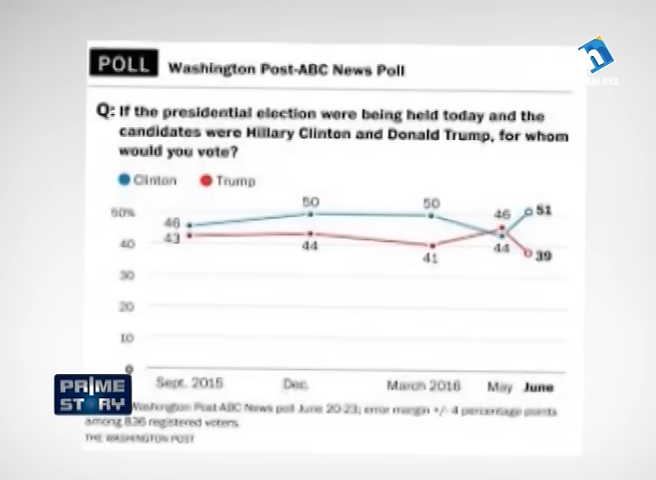 POLL Washington Post-ABC News Poll
Q: If the presidential election were being held today and the
candidates were Hillary Clinton and Donald Trump, for whom
would you vote?
Clinton Trump
50%
40
30
20
10
0
46 50 50 46 51
43 44 41 44 39
Sept. 2015 Dec. March 2016 May June
PRIME
STORY
Washington Post-ABC News poll June 20-23; error margin +/- 4 percentage points
among 836 registered voters.
THE WASHINGTON POST